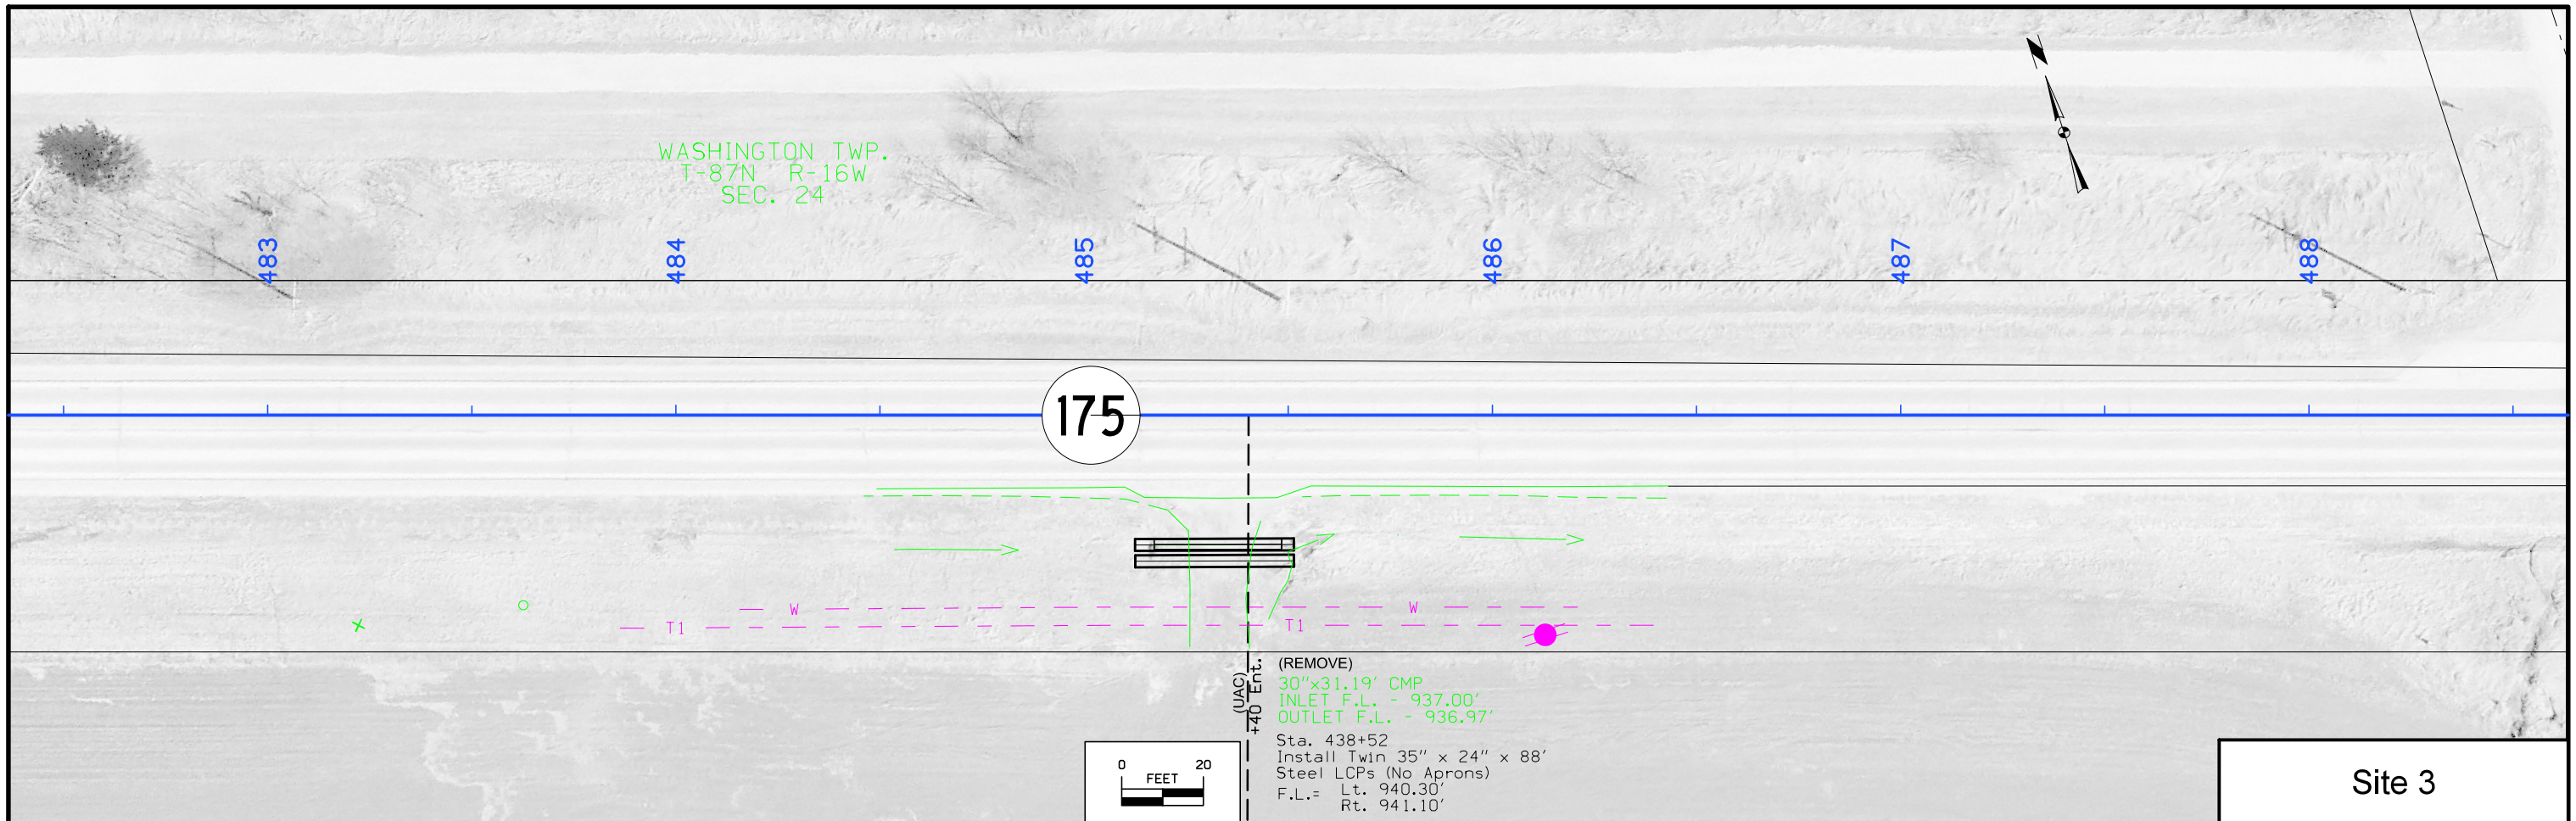 WASHINGTON TWP.
T-87N R-16W
SEC. 24
483
484
485
486
487
488
175
W
W
T1
T1
(UAC)
+40 Ent.
(REMOVE)
30"x31.19' CMP
INLET F.L. - 937.00'
OUTLET F.L. - 936.97'
Sta. 438+52
Install Twin 35" x 24" x 88'
Steel LCPs (No Aprons)
F.L.= Lt. 940.30'
Rt. 941.10'
0 20
FEET
Site 3